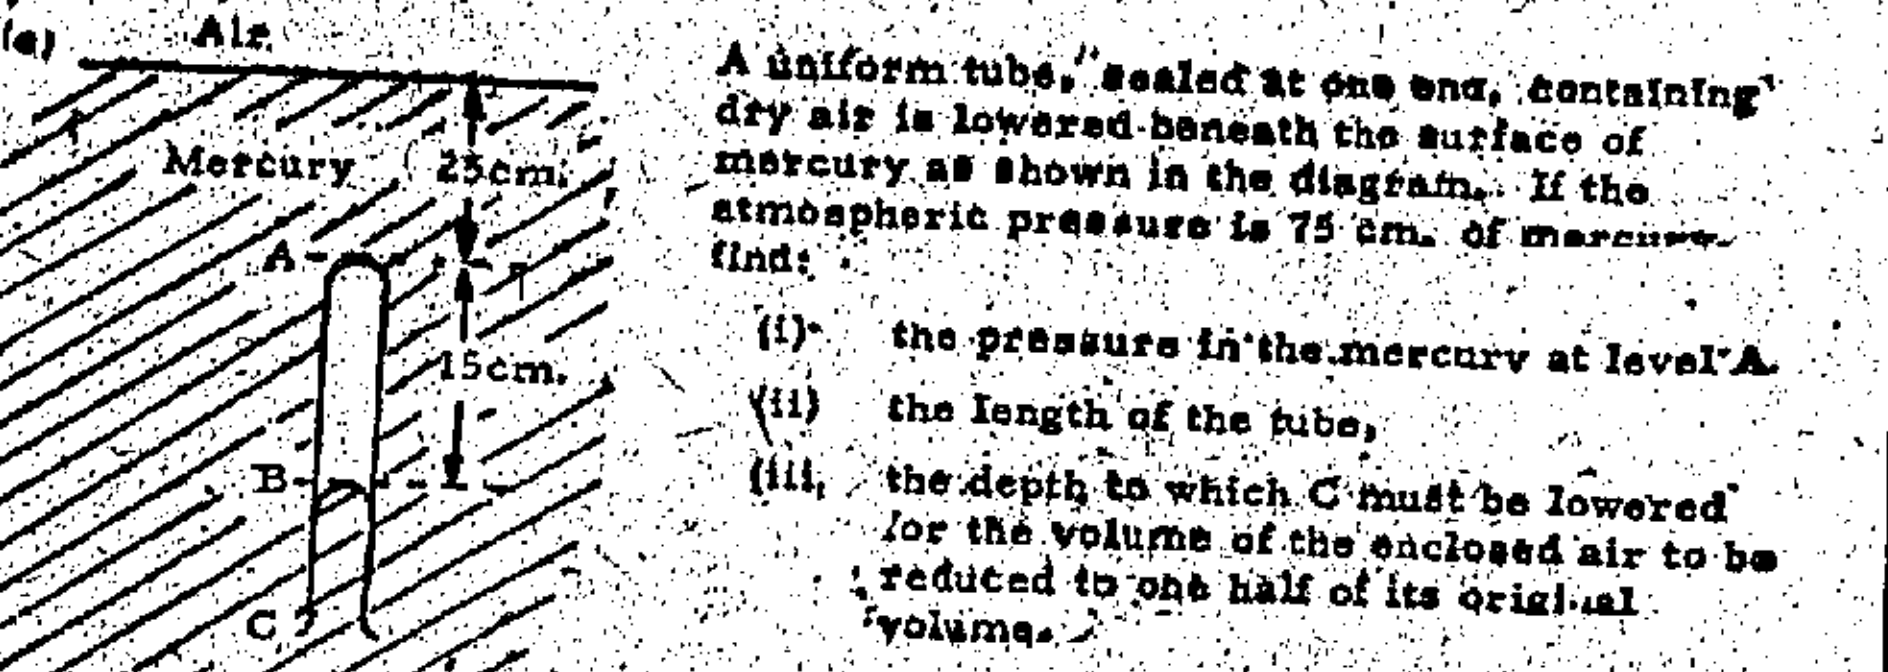 (a)
Air
Mercury
25cm.
A
15cm.
B
C
A uniform tube, sealed at one end, containing
dry air is lowered beneath the surface of
mercury as shown in the diagram. If the
atmospheric pressure is 75 cm. of mercury
find:
(i) the pressure in the mercury at level A.
(ii) the length of the tube,
(iii, the depth to which C must be lowered
for the volume of the enclosed air to be
reduced to one half of its original
volume.